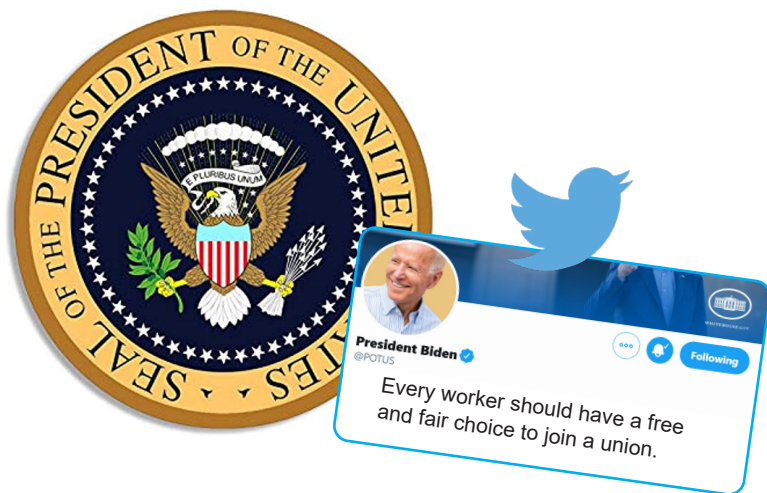 SEAL OF THE PRESIDENT OF THE UNITED STATES
E PLURIBUS UNUM
President Biden
@POTUS
Following
Every worker should have a free
and fair choice to join a union.